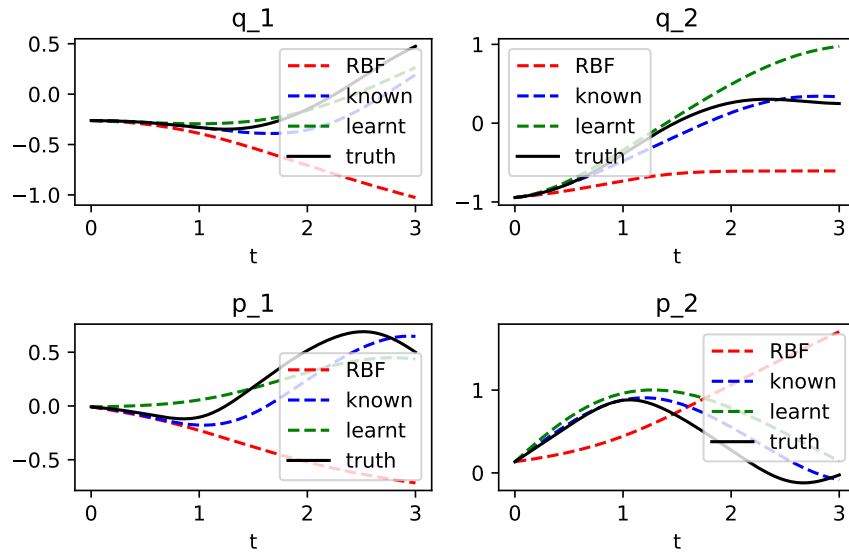 q_1
0.5
0.0
−0.5
−1.0
0
1
2
3
t
RBF
known
learnt
truth
q_2
1
0
−1
0
1
2
3
t
RBF
known
learnt
truth
p_1
0.5
0.0
−0.5
0
1
2
3
t
RBF
known
learnt
truth
p_2
1
0
0
1
2
3
t
RBF
known
learnt
truth